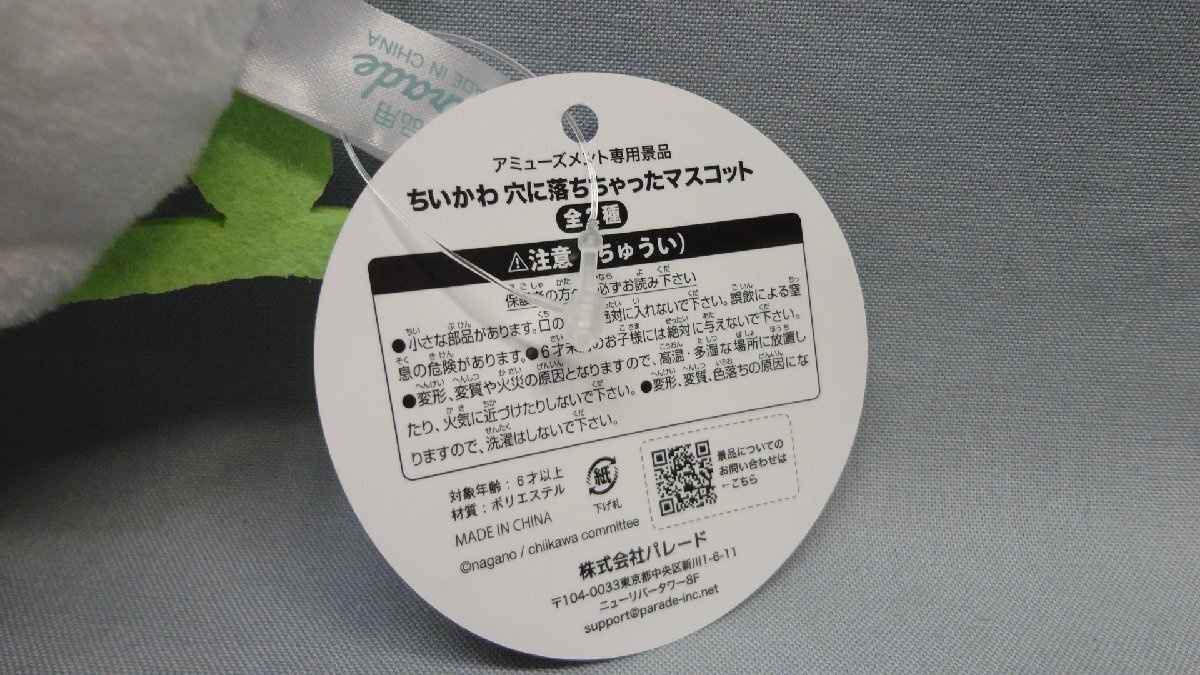 品用
rade
MADE IN CHINA
アミューズメント専用景品
ちいかわ 穴に落ちちゃったマスコット
全 種
⚠注意 ちゅうい)
保護者の方 必ずお読み下さい
●小さな部品があります。口の 絶対に入れないで下さい。誤飲による窒
息の危険があります。●6才未満のお子様には絶対に与えないで下さい。
●変形、変質や火災の原因となりますので、高温・多湿な場所に放置し
たり、火気に近づけたりしないで下さい。●変形、変質、色落ちの原因にな
りますので、洗濯はしないで下さい。
対象年齢:6才以上
材質:ポリエステル
MADE IN CHINA
紙
下げ札
景品についての
お問い合わせは
←こちら
©nagano / chiikawa committee
株式会社パレード
〒104-0033東京都中央区新川1-6-11
ニューリバータワー8F
support@parade-inc.net